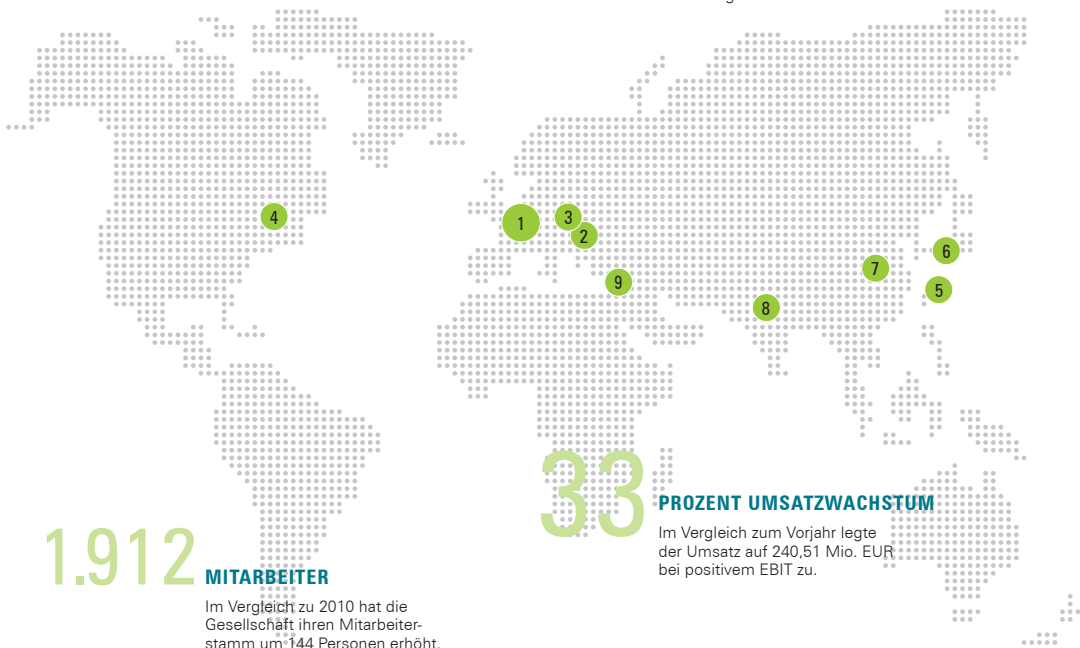 4
1
3
2
9
6
7
5
8
33
PROZENT UMSATZWACHSTUM
Im Vergleich zum Vorjahr legte
der Umsatz auf 240,51 Mio. EUR
bei positivem EBIT zu.
1.912
MITARBEITER
Im Vergleich zu 2010 hat die
Gesellschaft ihren Mitarbeiter-
stamm um 144 Personen erhöht.